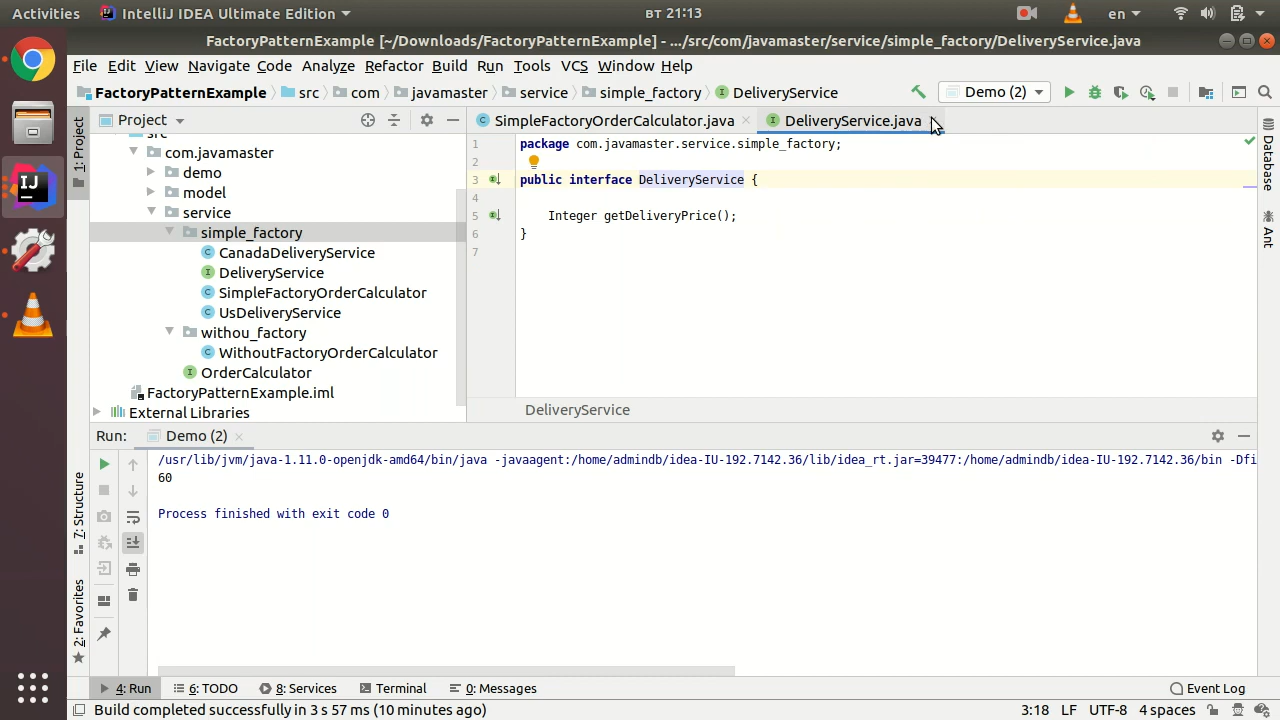 Activities IntelliJ IDEA Ultimate Edition вт 21:13 en
FactoryPatternExample [~/Downloads/FactoryPatternExample] - .../src/com/javamaster/service/simple_factory/DeliveryService.java
File Edit View Navigate Code Analyze Refactor Build Run Tools VCS Window Help
FactoryPatternExample src com javamaster service simple_factory DeliveryService Demo (2)
Project SimpleFactoryOrderCalculator.java DeliveryService.java
1: Project
Database
Ant
src
com.javamaster
demo
model
service
simple_factory
CanadaDeliveryService
DeliveryService
SimpleFactoryOrderCalculator
UsDeliveryService
withou_factory
WithoutFactoryOrderCalculator
OrderCalculator
FactoryPatternExample.iml
External Libraries
1 package com.javamaster.service.simple_factory;
2
3 public interface DeliveryService {
4
5 Integer getDeliveryPrice();
6 }
7
DeliveryService
Run: Demo (2)
/usr/lib/jvm/java-1.11.0-openjdk-amd64/bin/java -javaagent:/home/admindb/idea-IU-192.7142.36/lib/idea_rt.jar=39477:/home/admindb/idea-IU-192.7142.36/bin -Dfi
60
Process finished with exit code 0
7: Structure
2: Favorites
4: Run 6: TODO 8: Services Terminal 0: Messages Event Log
Build completed successfully in 3 s 57 ms (10 minutes ago) 3:18 LF UTF-8 4 spaces